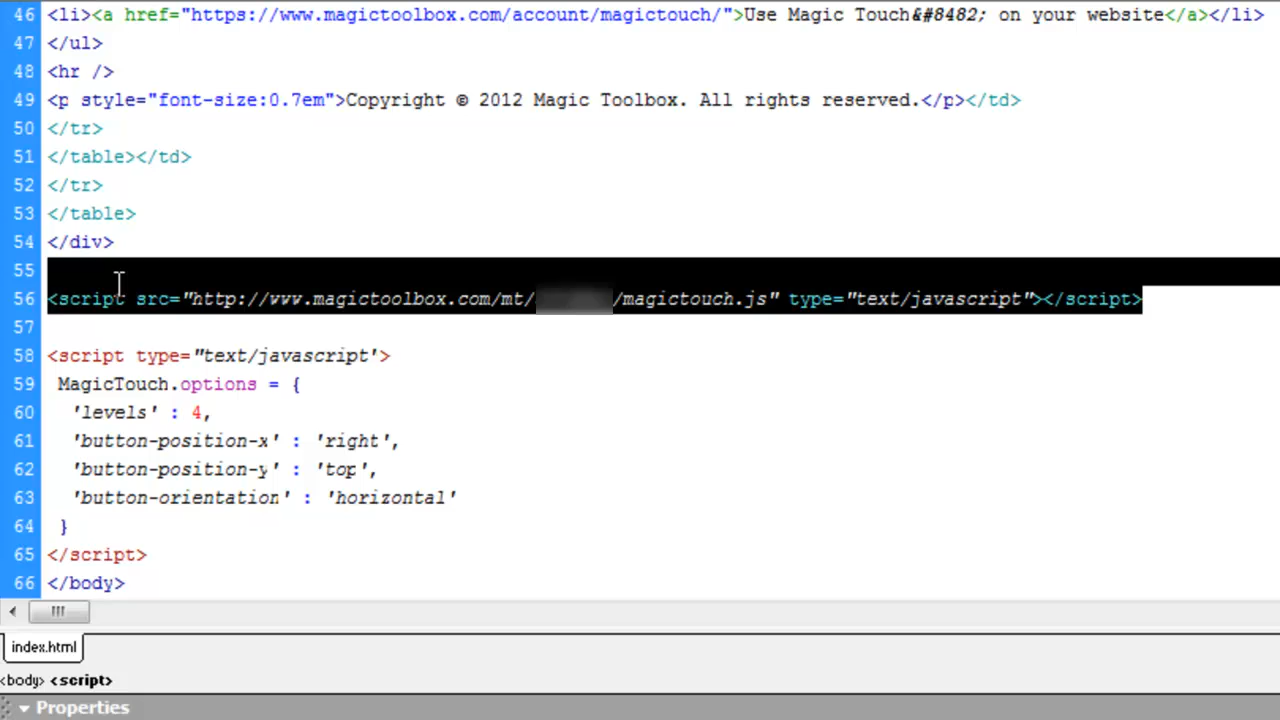 46 <li><a href="https://www.magictoolbox.com/account/magictouch/">Use Magic Touch&#8482; on your website</a></li>
47 </ul>
48 <hr />
49 <p style="font-size:0.7em">Copyright © 2012 Magic Toolbox. All rights reserved.</p></td>
50 </tr>
51 </table></td>
52 </tr>
53 </table>
54 </div>
55
56 <script src="http://www.magictoolbox.com/mt/ /magictouch.js" type="text/javascript"></script>
57
58 <script type="text/javascript'>
59 MagicTouch.options = {
60 'levels' : 4,
61 'button-position-x' : 'right',
62 'button-position-y' : 'top',
63 'button-orientation' : 'horizontal'
64 }
65 </script>
66 </body>
index.html
<body> <script>
Properties